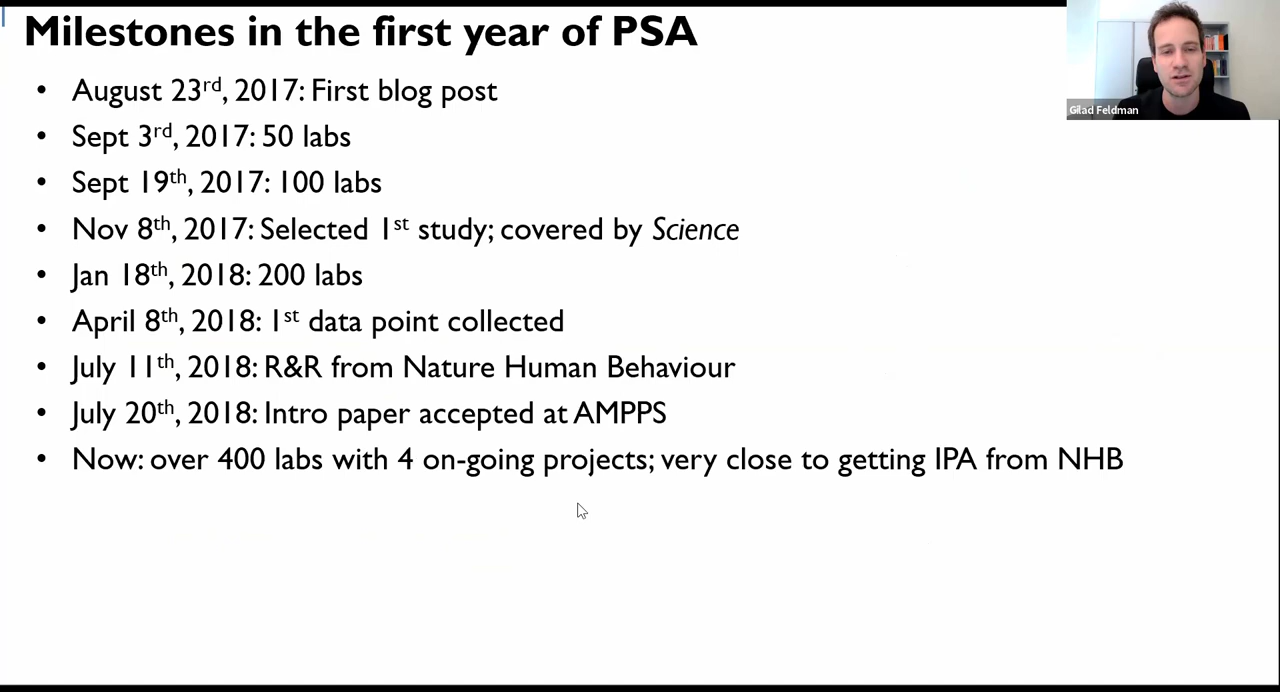 Milestones in the first year of PSA
Gilad Feldman
• August 23rd, 2017: First blog post
• Sept 3rd, 2017: 50 labs
• Sept 19th, 2017: 100 labs
• Nov 8th, 2017: Selected 1st study; covered by Science
• Jan 18th, 2018: 200 labs
• April 8th, 2018: 1st data point collected
• July 11th, 2018: R&R from Nature Human Behaviour
• July 20th, 2018: Intro paper accepted at AMPPS
• Now: over 400 labs with 4 on-going projects; very close to getting IPA from NHB